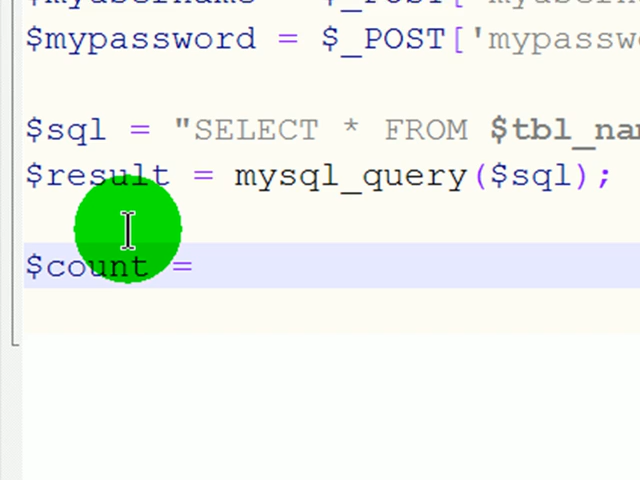 $mypassword = $_POST['mypassw
$sql = "SELECT * FROM $tbl_na
$result = mysql_query($sql);
$count =